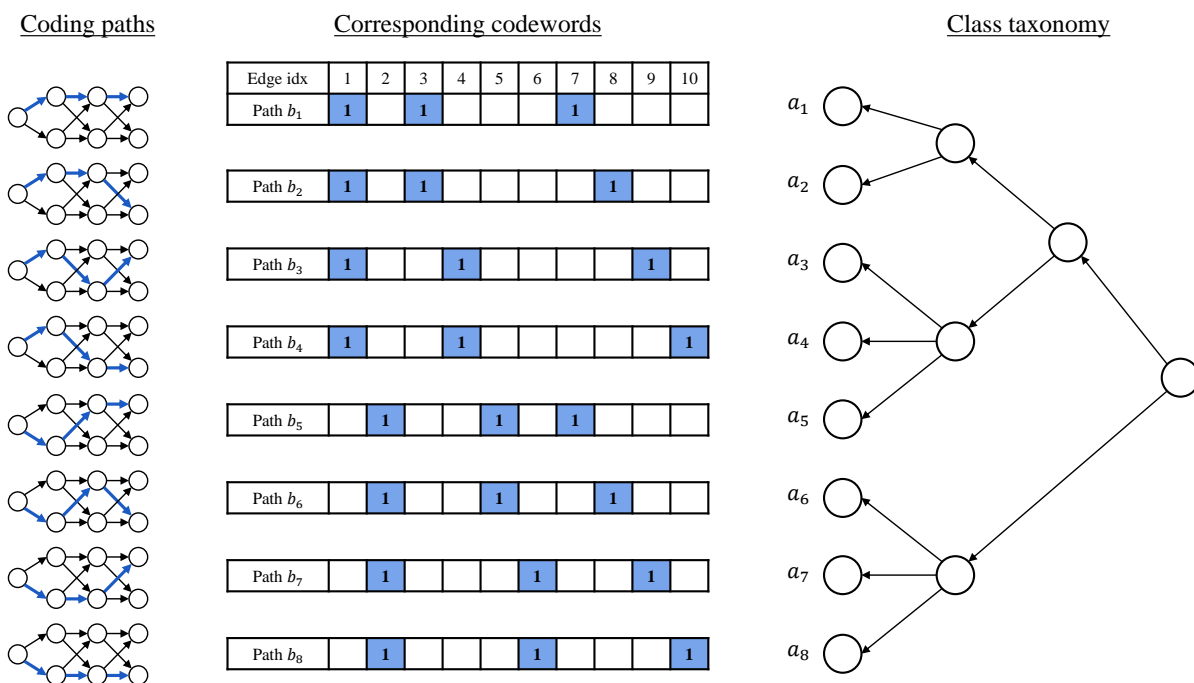 Coding paths
Corresponding codewords
Class taxonomy
Edge idx 1 2 3 4 5 6 7 8 9 10
Path b₁ 1 1 1
Path b₂ 1 1 1
Path b₃ 1 1 1
Path b₄ 1 1 1
Path b₅ 1 1 1
Path b₆ 1 1 1
Path b₇ 1 1 1
Path b₈ 1 1 1
a₁
a₂
a₃
a₄
a₅
a₆
a₇
a₈